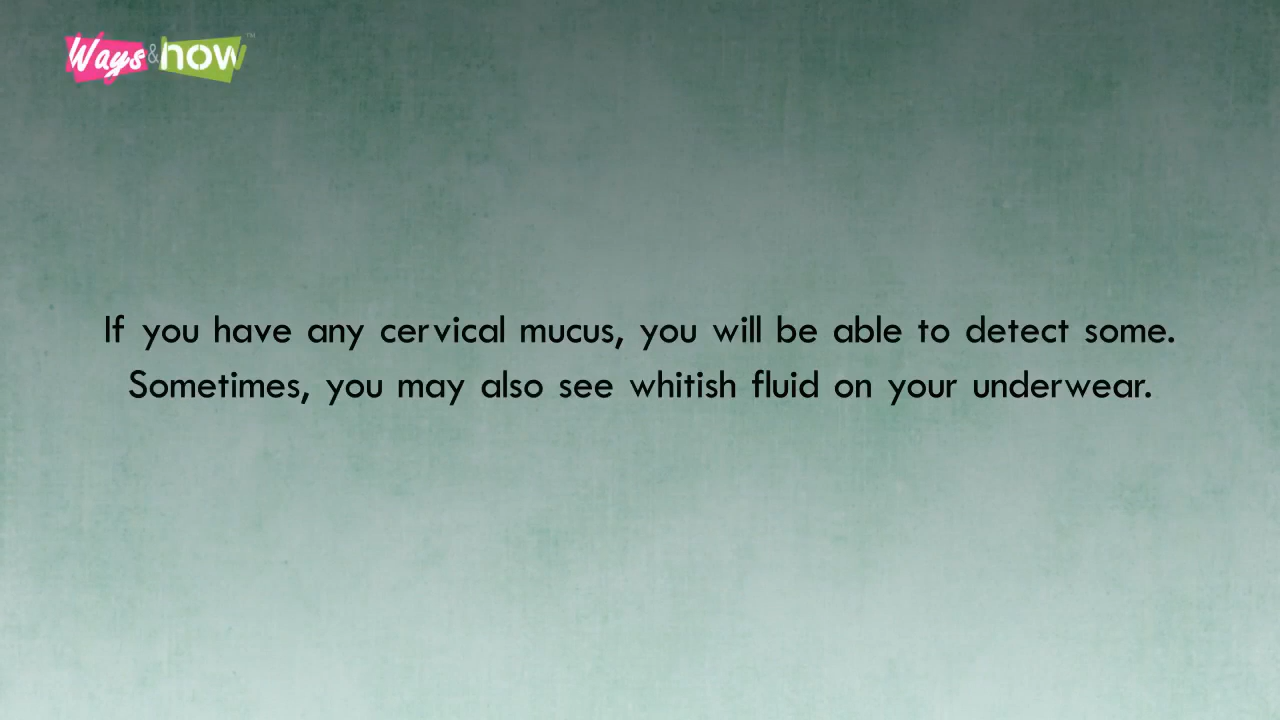 Ways&how™
If you have any cervical mucus, you will be able to detect some.
Sometimes, you may also see whitish fluid on your underwear.